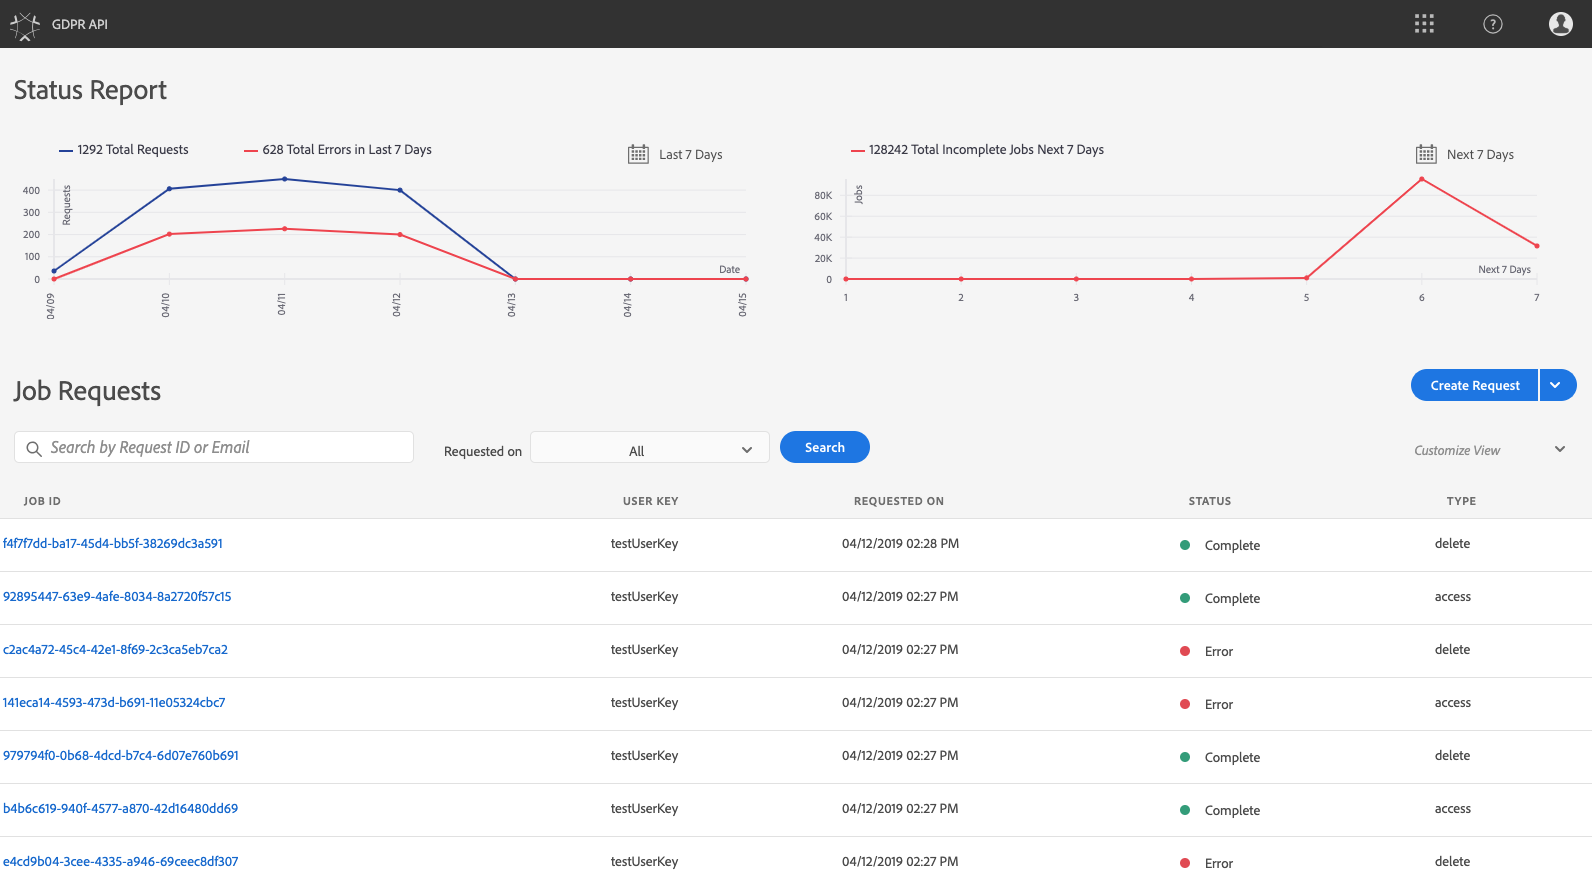 GDPR API
?
Status Report
1292 Total Requests
628 Total Errors in Last 7 Days
Last 7 Days
400
300
200
100
0
Requests
Date
04/09
04/10
04/11
04/12
04/13
04/14
04/15
128242 Total Incomplete Jobs Next 7 Days
Next 7 Days
80K
60K
40K
20K
0
Jobs
Next 7 Days
1 2 3 4 5 6 7
Job Requests
Create Request
Search by Request ID or Email
Requested on
All
Search
Customize View
JOB ID USER KEY REQUESTED ON STATUS TYPE
f4f7f7dd-ba17-45d4-bb5f-38269dc3a591 testUserKey 04/12/2019 02:28 PM Complete delete
92895447-63e9-4afe-8034-8a2720f57c15 testUserKey 04/12/2019 02:27 PM Complete access
c2ac4a72-45c4-42e1-8f69-2c3ca5eb7ca2 testUserKey 04/12/2019 02:27 PM Error delete
141eca14-4593-473d-b691-11e05324cbc7 testUserKey 04/12/2019 02:27 PM Error access
979794f0-0b68-4dcd-b7c4-6d07e760b691 testUserKey 04/12/2019 02:27 PM Complete delete
b4b6c619-940f-4577-a870-42d16480dd69 testUserKey 04/12/2019 02:27 PM Complete access
e4cd9b04-3cee-4335-a946-69ceec8df307 testUserKey 04/12/2019 02:27 PM Error delete